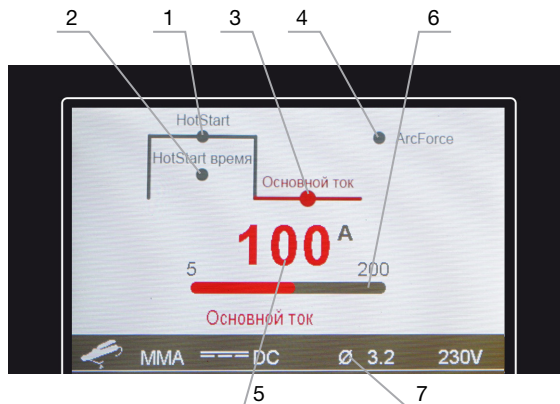 2 1 3 4 6
HotStart
ArcForce
HotStart время
Основной ток
100 A
5 200
Основной ток
MMA DC Ø 3.2 230V
5 7